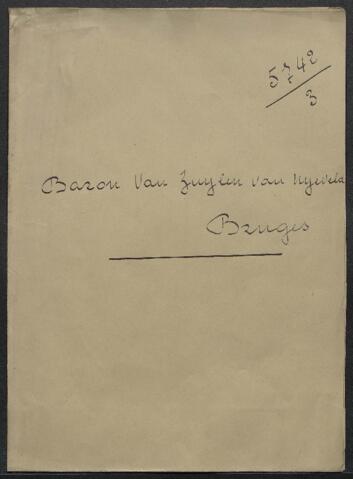 5742
3
Baron Van Zuylen van Nyevelt
Bruges